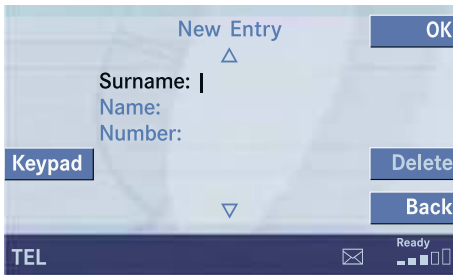 New Entry
OK
Surname:
Name:
Number:
Keypad
Delete
Back
TEL
Ready